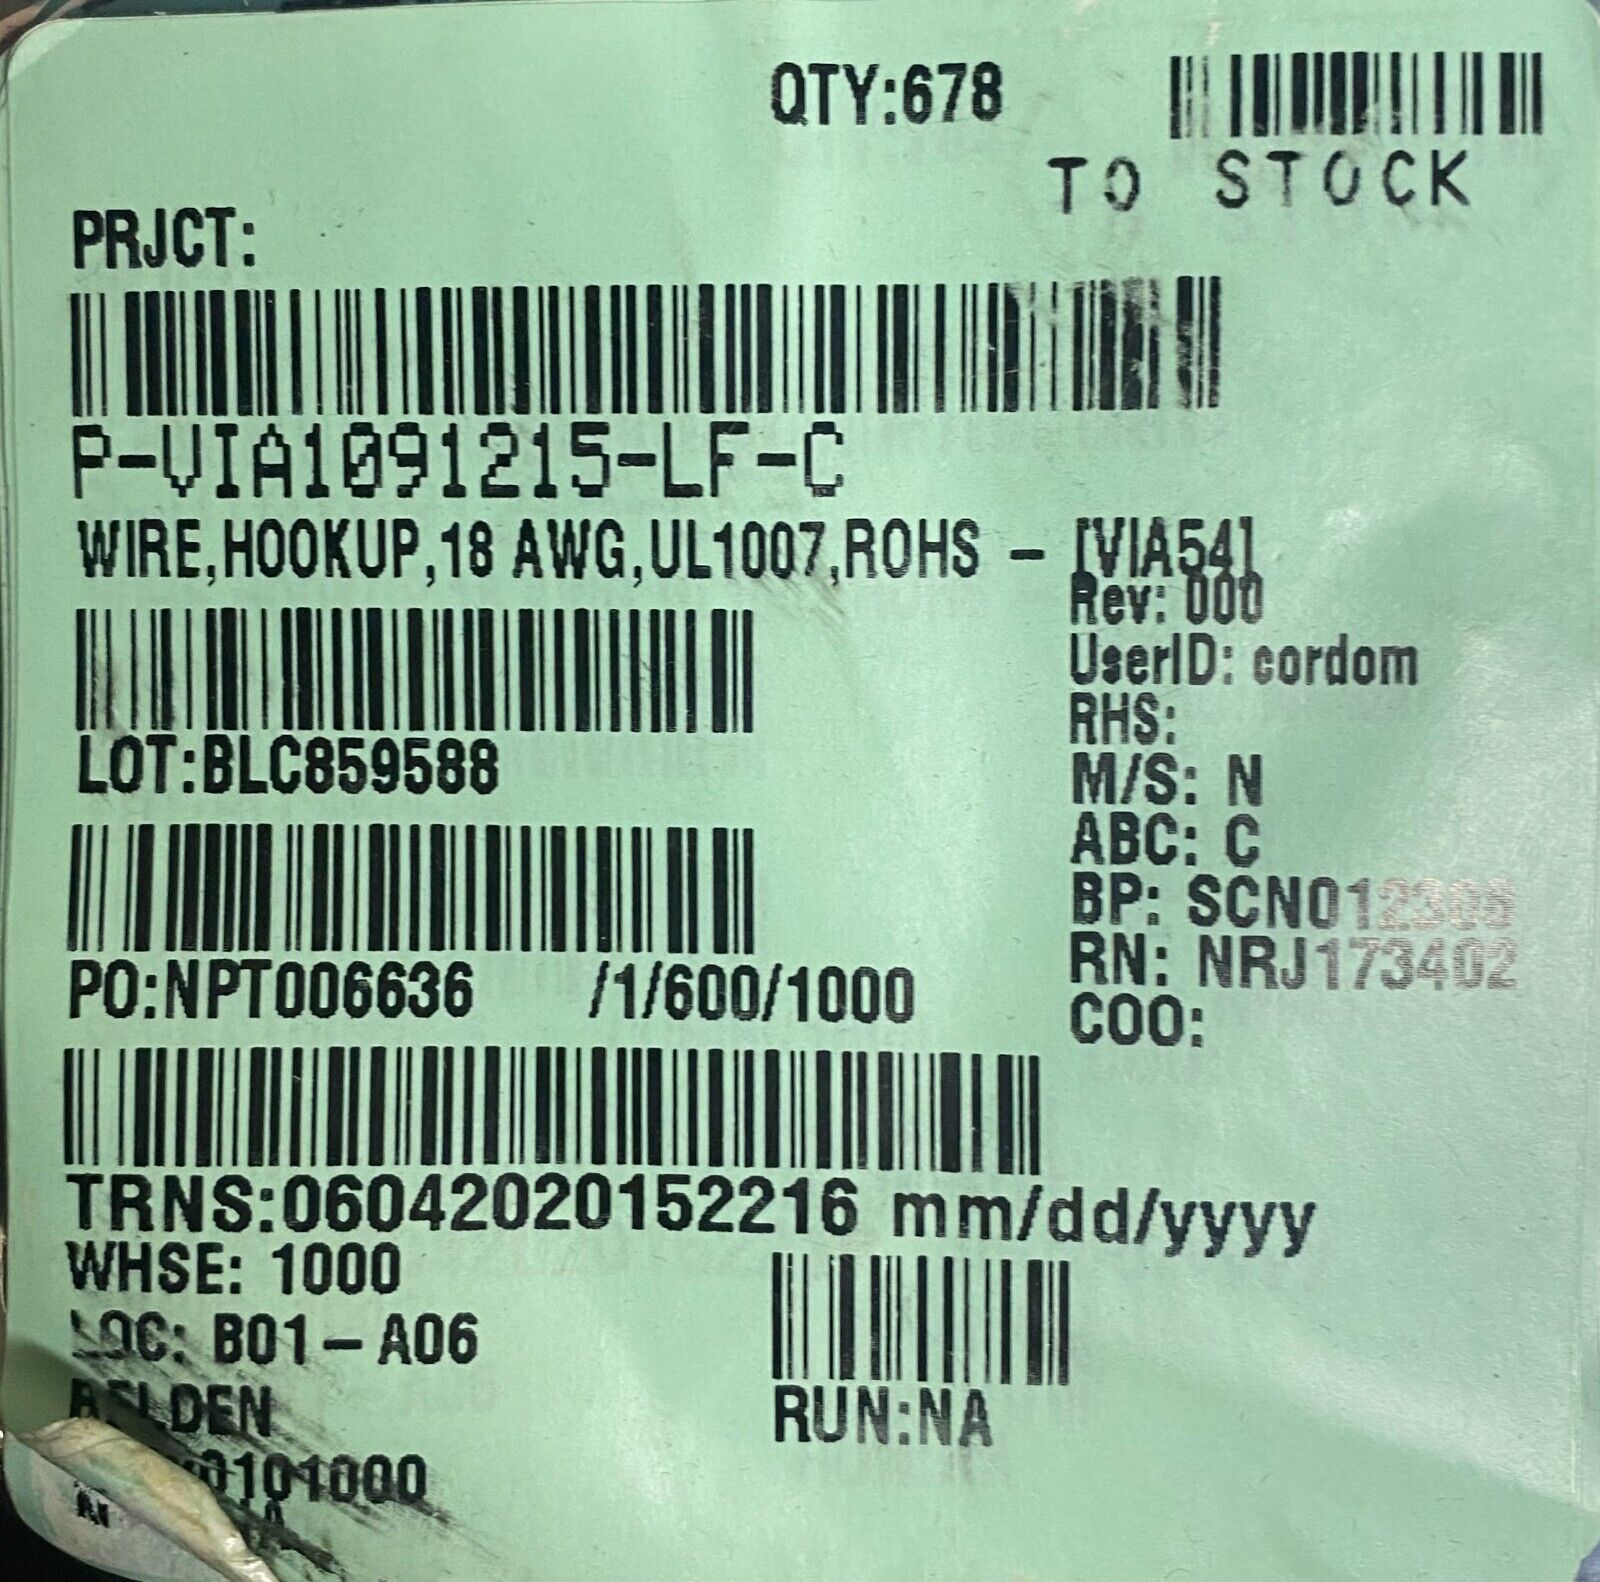 QTY:678
TO STOCK
PRJCT:
P-VIA1091215-LF-C
WIRE,HOOKUP,18 AWG,UL1007,ROHS - [VIA54]
Rev: 000
UserID: cordom
RHS:
M/S: N
LOT:BLC859588
ABC: C
BP: SCN012308
RN: NRJ173402
PO:NPT006636 /1/600/1000
COO:
TRNS:06042020152216 mm/dd/yyyy
WHSE: 1000
LOC: B01-A06
BELDEN
RUN:NA